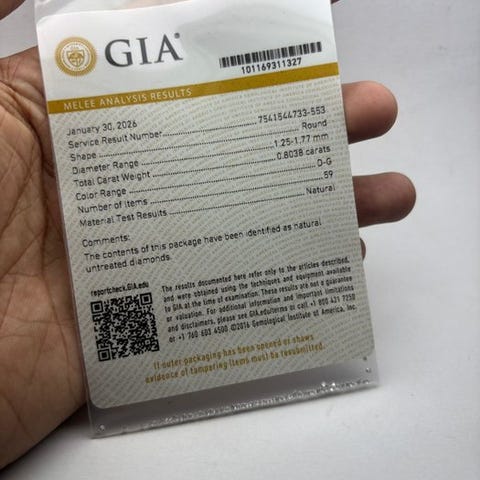 GIA®
101169311327
MELEE ANALYSIS RESULTS
January 30, 2026
Service Result Number 7541544733-553
Shape Round
Diameter Range 1.25-1.77 mm
Total Carat Weight 0.8038 carats
Color Range D-G
Number of Items 59
Material Test Results Natural
Comments:
The contents of this package have been identified as natural
untreated diamonds.
reportcheck.GIA.edu
The results documented here refer only to the articles described,
and were obtained using the techniques and equipment available
to GIA at the time of examination. These results are not a guarantee
or valuation. For additional information and important limitations
and disclaimers, please see GIA.edu/terms or call +1 800 421 7250
or +1 760 603 4500 ©2016 Gemological Institute of America, Inc.
If outer packaging has been opened or shows
evidence of tampering items must be resubmitted.